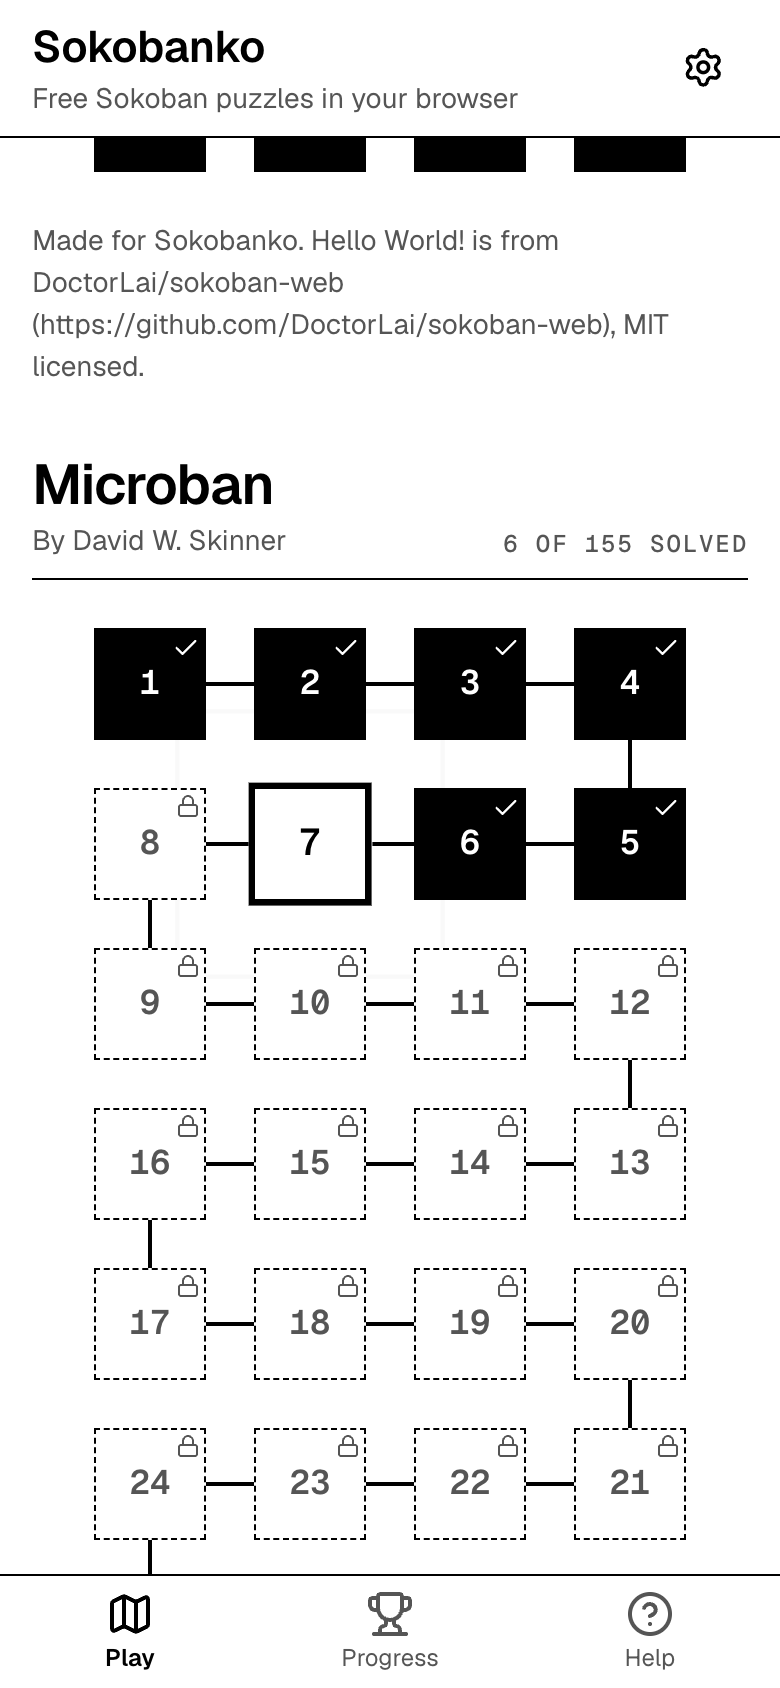 Sokobanko
Free Sokoban puzzles in your browser
Made for Sokobanko. Hello World! is from
DoctorLai/sokoban-web
(https://github.com/DoctorLai/sokoban-web), MIT
licensed.
Microban
By David W. Skinner
6 OF 155 SOLVED
1 2 3 4
8 7 6 5
9 10 11 12
16 15 14 13
17 18 19 20
24 23 22 21
Play Progress Help